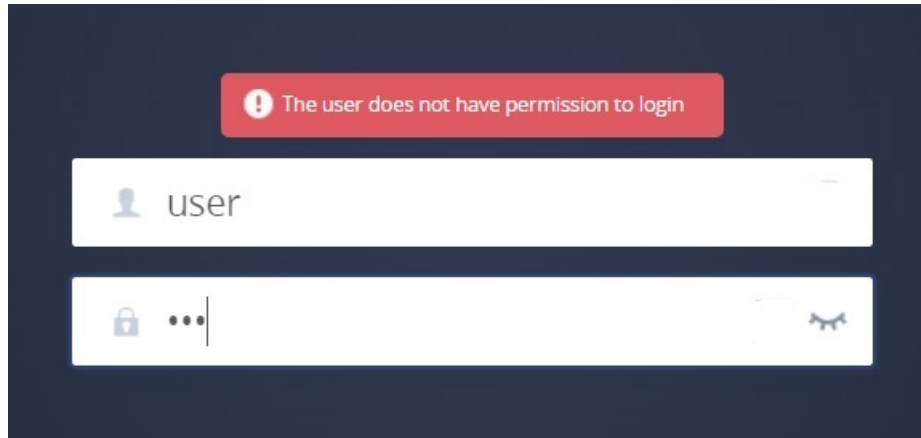 The user does not have permission to login
user
•••